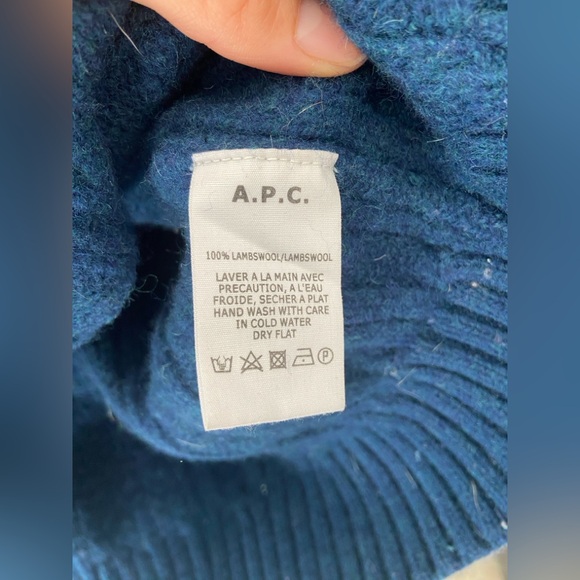 A.P.C.
100% LAMBSWOOL/LAMBSWOOL
LAVER A LA MAIN AVEC
PRECAUTION, A L'EAU
FROIDE, SECHER A PLAT
HAND WASH WITH CARE
IN COLD WATER
DRY FLAT
P